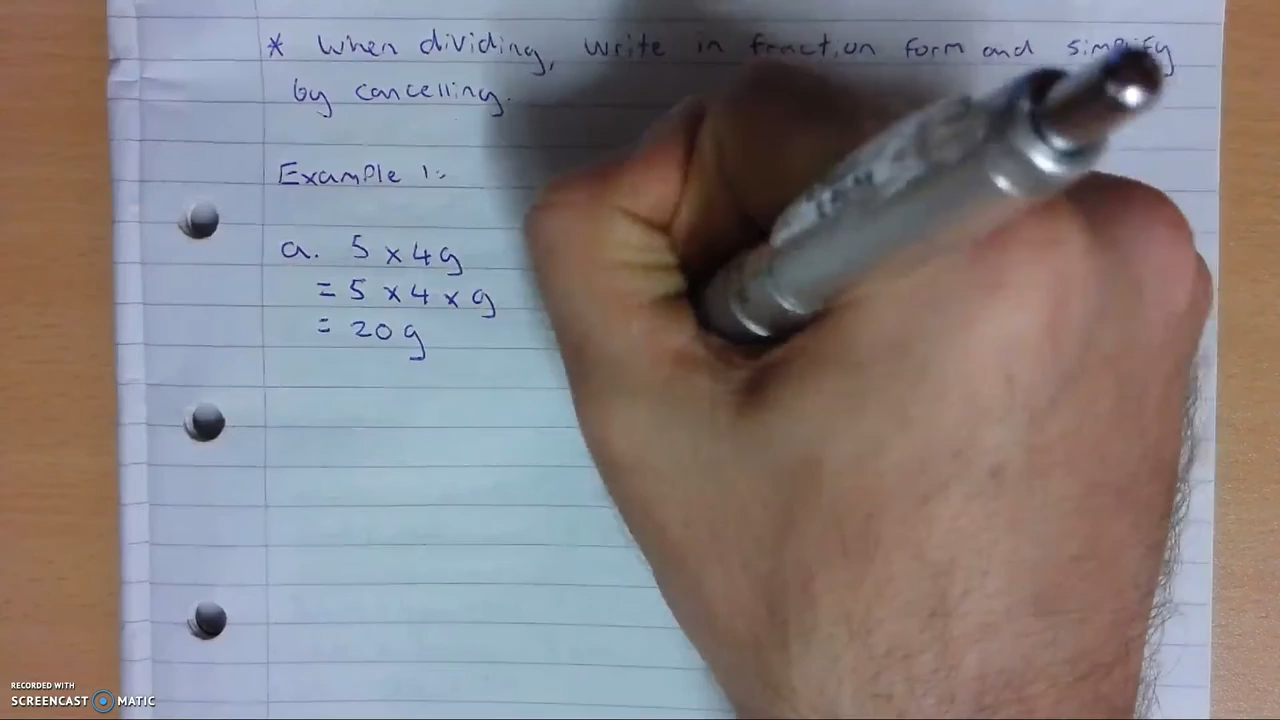 * When dividing, write in fraction form and simplify
by cancelling.
Example 1:
a. 5 x 4g
= 5 x 4 x g
= 20g
RECORDED WITH
SCREENCAST MATIC